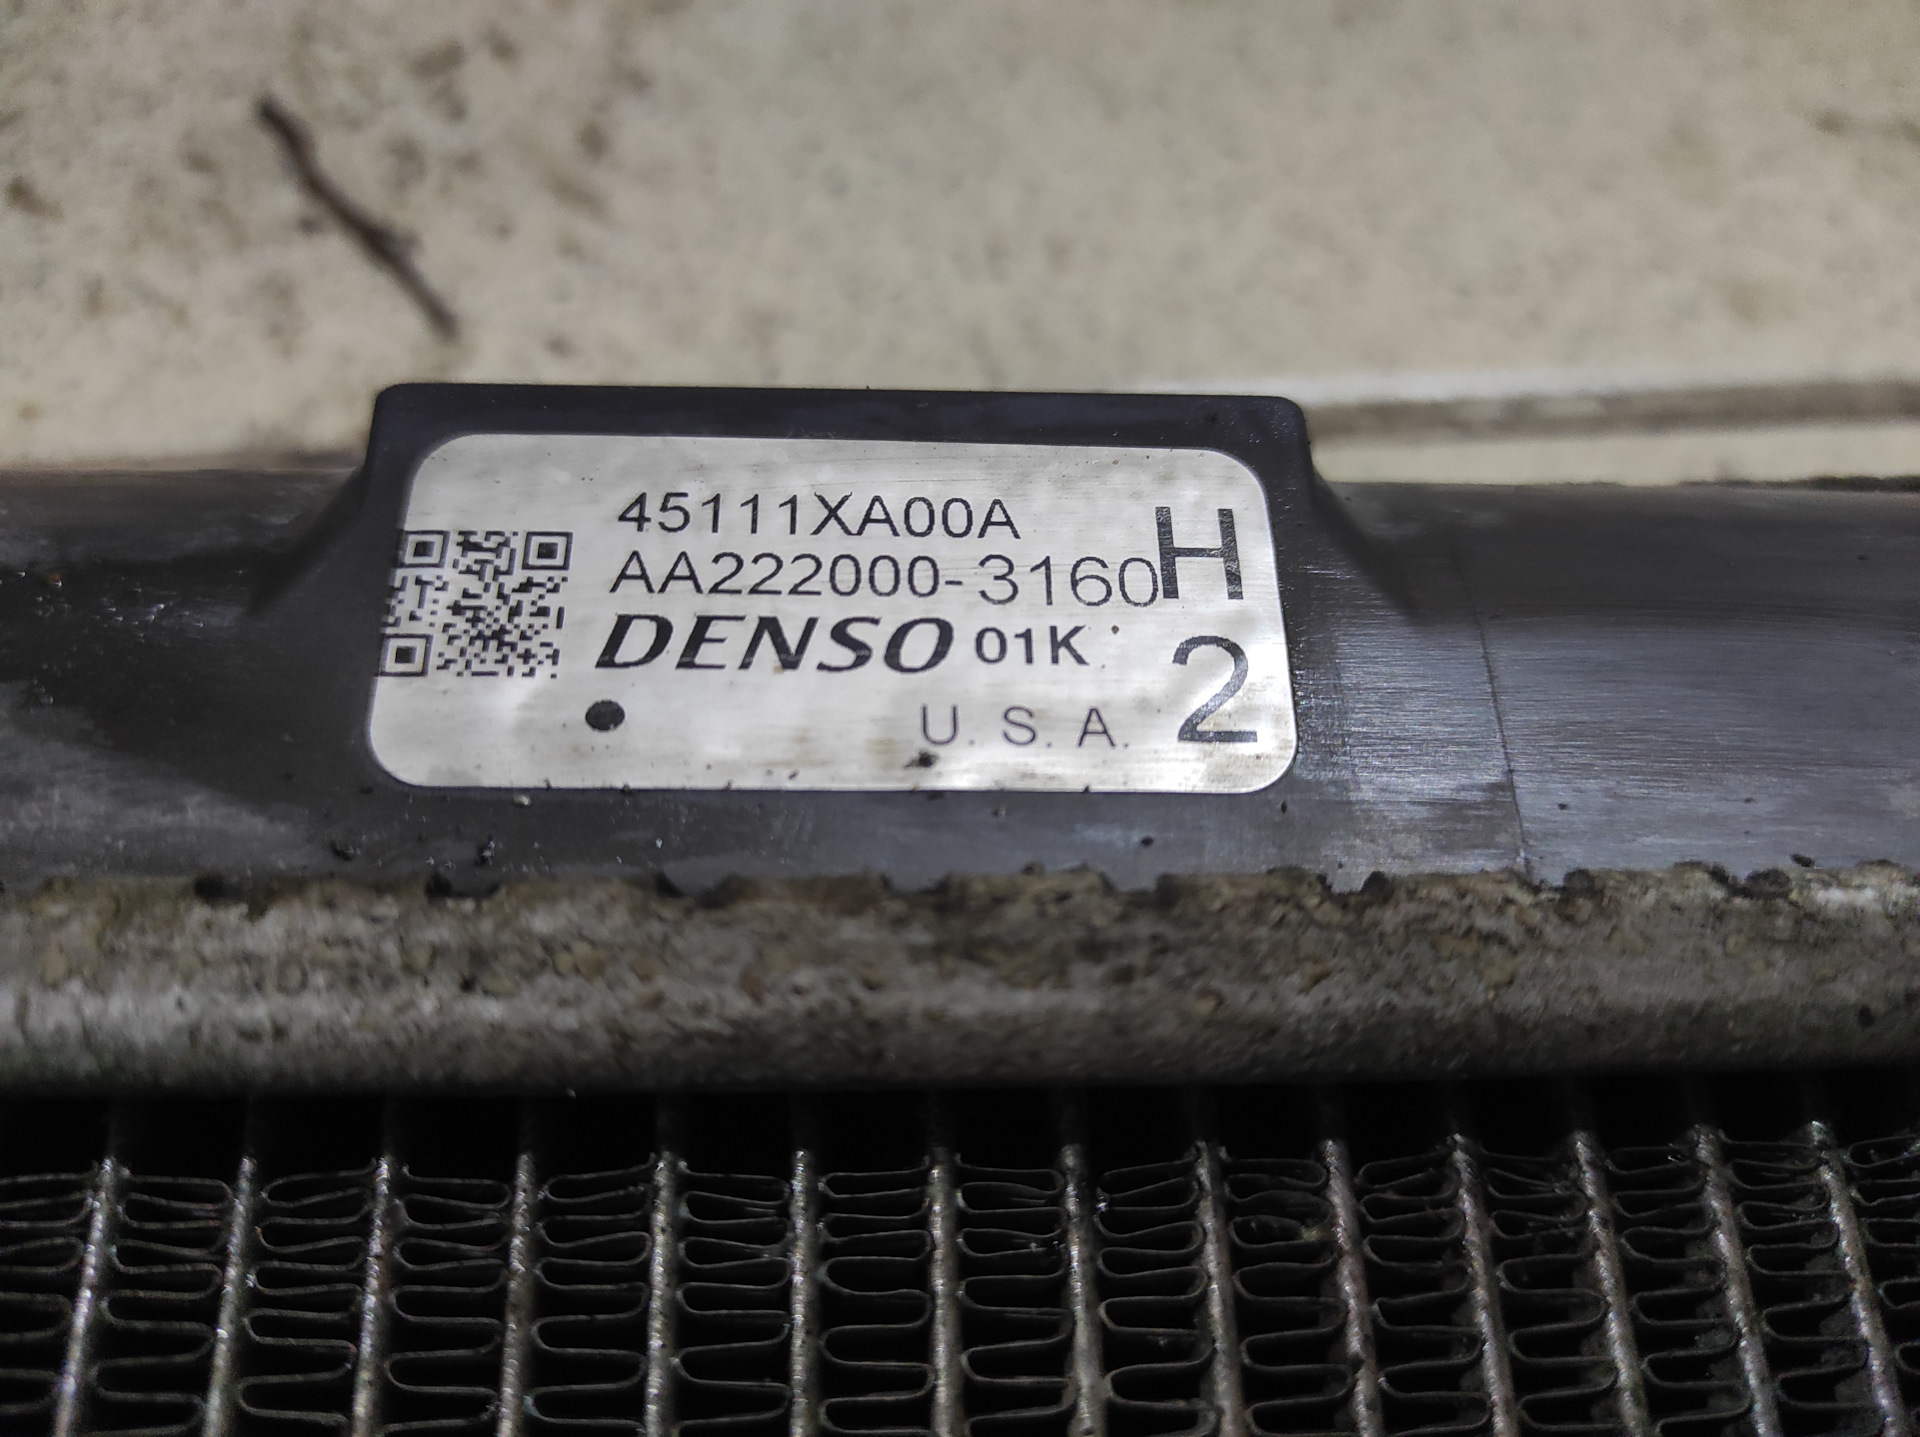 45111XA00A
AA222000-3160
H
DENSO 01K
2
U. S. A.